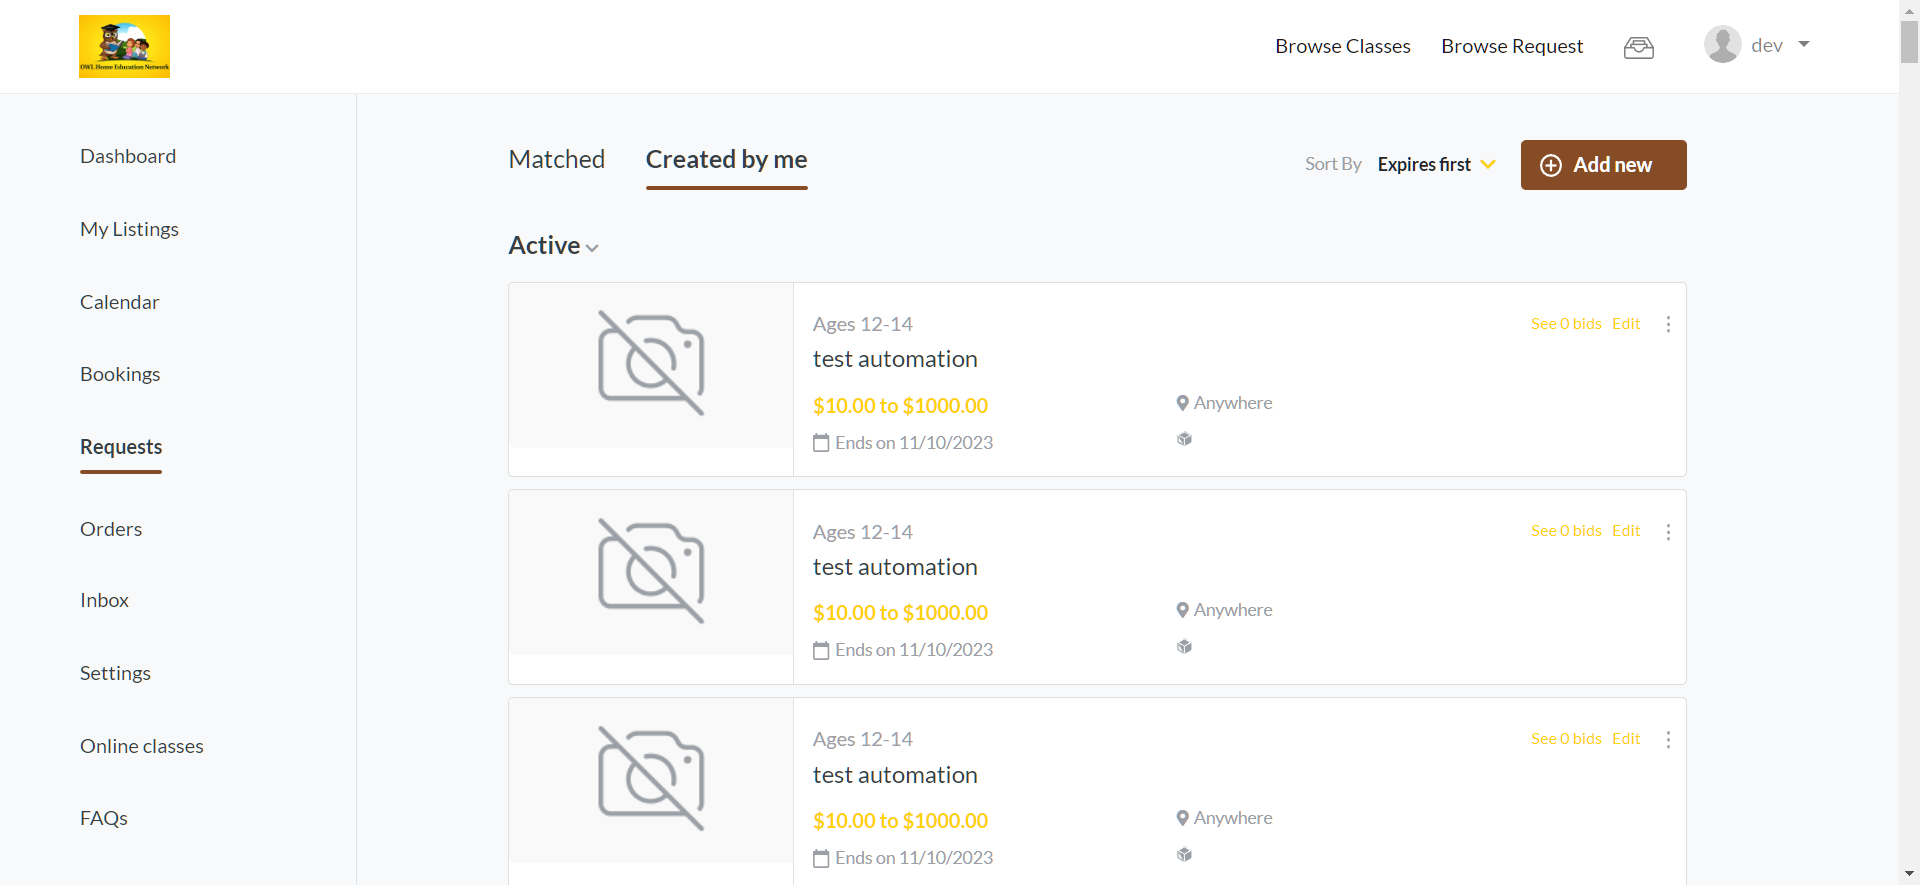 OWL Home Education Network
Browse Classes
Browse Request
dev
Dashboard
My Listings
Calendar
Bookings
Requests
Orders
Inbox
Settings
Online classes
FAQs
Matched
Created by me
Sort By
Expires first
Add new
Active
Ages 12-14
See 0 bids Edit
test automation
$10.00 to $1000.00
Anywhere
Ends on 11/10/2023
Ages 12-14
See 0 bids Edit
test automation
$10.00 to $1000.00
Anywhere
Ends on 11/10/2023
Ages 12-14
See 0 bids Edit
test automation
$10.00 to $1000.00
Anywhere
Ends on 11/10/2023